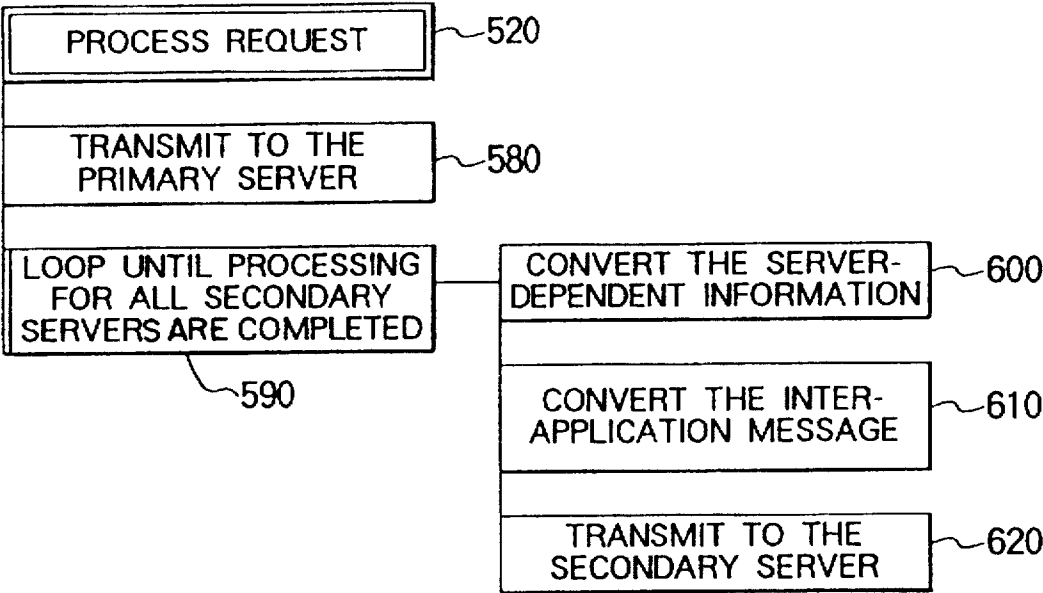 PROCESS REQUEST
520
TRANSMIT TO THE
PRIMARY SERVER
580
LOOP UNTIL PROCESSING
FOR ALL SECONDARY
SERVERS ARE COMPLETED
590
CONVERT THE SERVER-
DEPENDENT INFORMATION
600
CONVERT THE INTER-
APPLICATION MESSAGE
610
TRANSMIT TO THE
SECONDARY SERVER
620